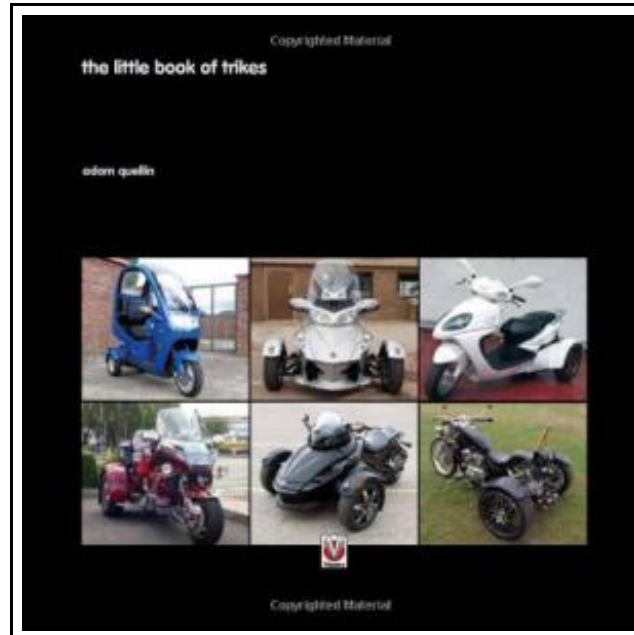 Copyrighted Material
the little book of trikes
adam quellin
Copyrighted Material